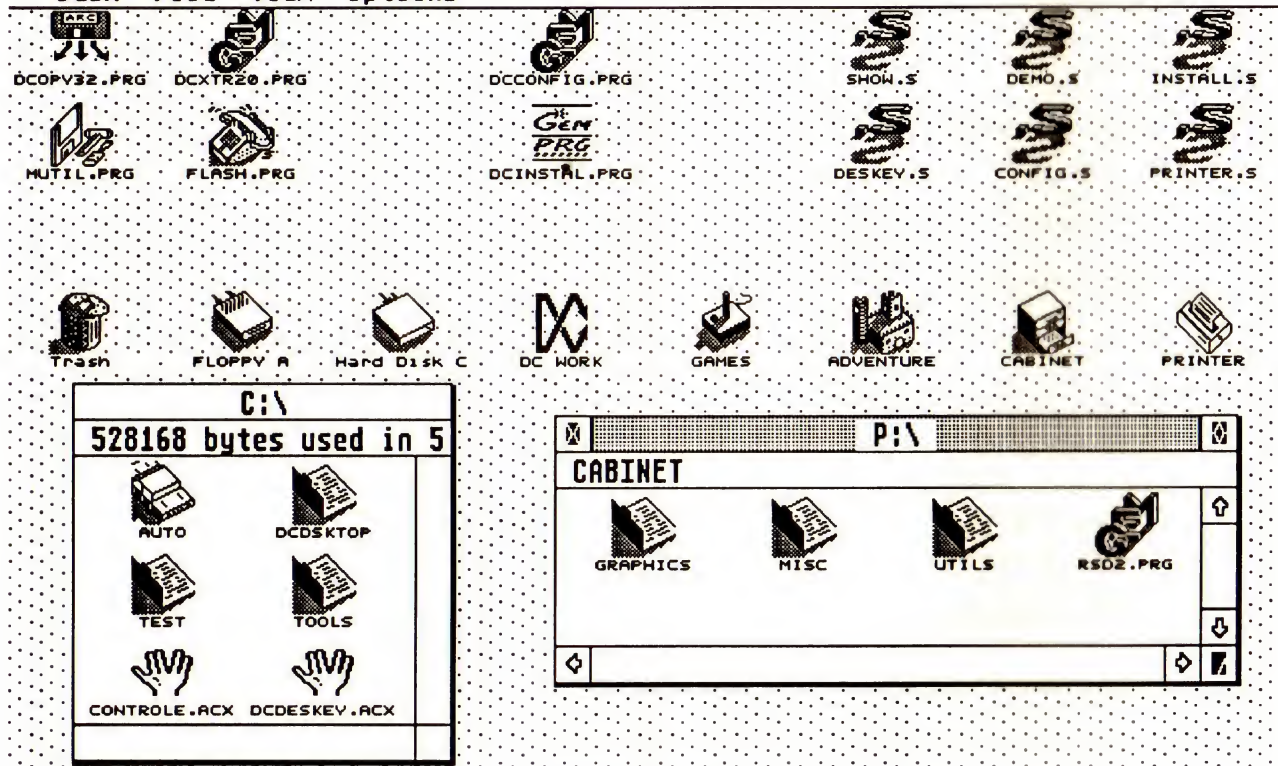 ARC
DCOPY32.PRG DCXTR20.PRG DCCONFIG.PRG SHOW.S DEMO.S INSTALL.S
GEM
PRG
MUTIL.PRG FLASH.PRG DCINSTAL.PRG DESKEY.S CONFIG.S PRINTER.S
Trash FLOPPY A Hard Disk C DC WORK GAMES ADVENTURE CABINET PRINTER
C:\
528168 bytes used in 5
AUTO DCDSKTOP
TEST TOOLS
CONTROLE.ACX DCDESKEY.ACX
P:\
CABINET
GRAPHICS MISC UTILS RSD2.PRG